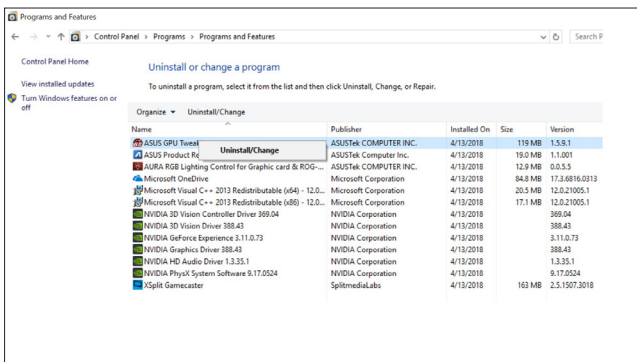 Programs and Features
Control Panel > Programs > Programs and Features
Search P
Control Panel Home
View installed updates
Turn Windows features on or
off
Uninstall or change a program
To uninstall a program, select it from the list and then click Uninstall, Change, or Repair.
Organize Uninstall/Change
Name Publisher Installed On Size Version
ASUS GPU Tweak ASUSTek COMPUTER INC. 4/13/2018 119 MB 1.5.9.1
Uninstall/Change
ASUS Product Re ASUSTek Computer Inc. 4/13/2018 19.0 MB 1.1.001
AURA RGB Lighting Control for Graphic card & ROG-... ASUSTek COMPUTER INC. 4/13/2018 12.9 MB 0.0.5.5
Microsoft OneDrive Microsoft Corporation 4/13/2018 84.8 MB 17.3.6816.0313
Microsoft Visual C++ 2013 Redistributable (x64) - 12.0... Microsoft Corporation 4/13/2018 20.5 MB 12.0.21005.1
Microsoft Visual C++ 2013 Redistributable (x86) - 12.0... Microsoft Corporation 4/13/2018 17.1 MB 12.0.21005.1
NVIDIA 3D Vision Controller Driver 369.04 NVIDIA Corporation 4/13/2018 369.04
NVIDIA 3D Vision Driver 388.43 NVIDIA Corporation 4/13/2018 388.43
NVIDIA GeForce Experience 3.11.0.73 NVIDIA Corporation 4/13/2018 3.11.0.73
NVIDIA Graphics Driver 388.43 NVIDIA Corporation 4/13/2018 388.43
NVIDIA HD Audio Driver 1.3.35.1 NVIDIA Corporation 4/13/2018 1.3.35.1
NVIDIA PhysX System Software 9.17.0524 NVIDIA Corporation 4/13/2018 9.17.0524
XSplit Gamecaster SplitmediaLabs 4/13/2018 163 MB 2.5.1507.3018